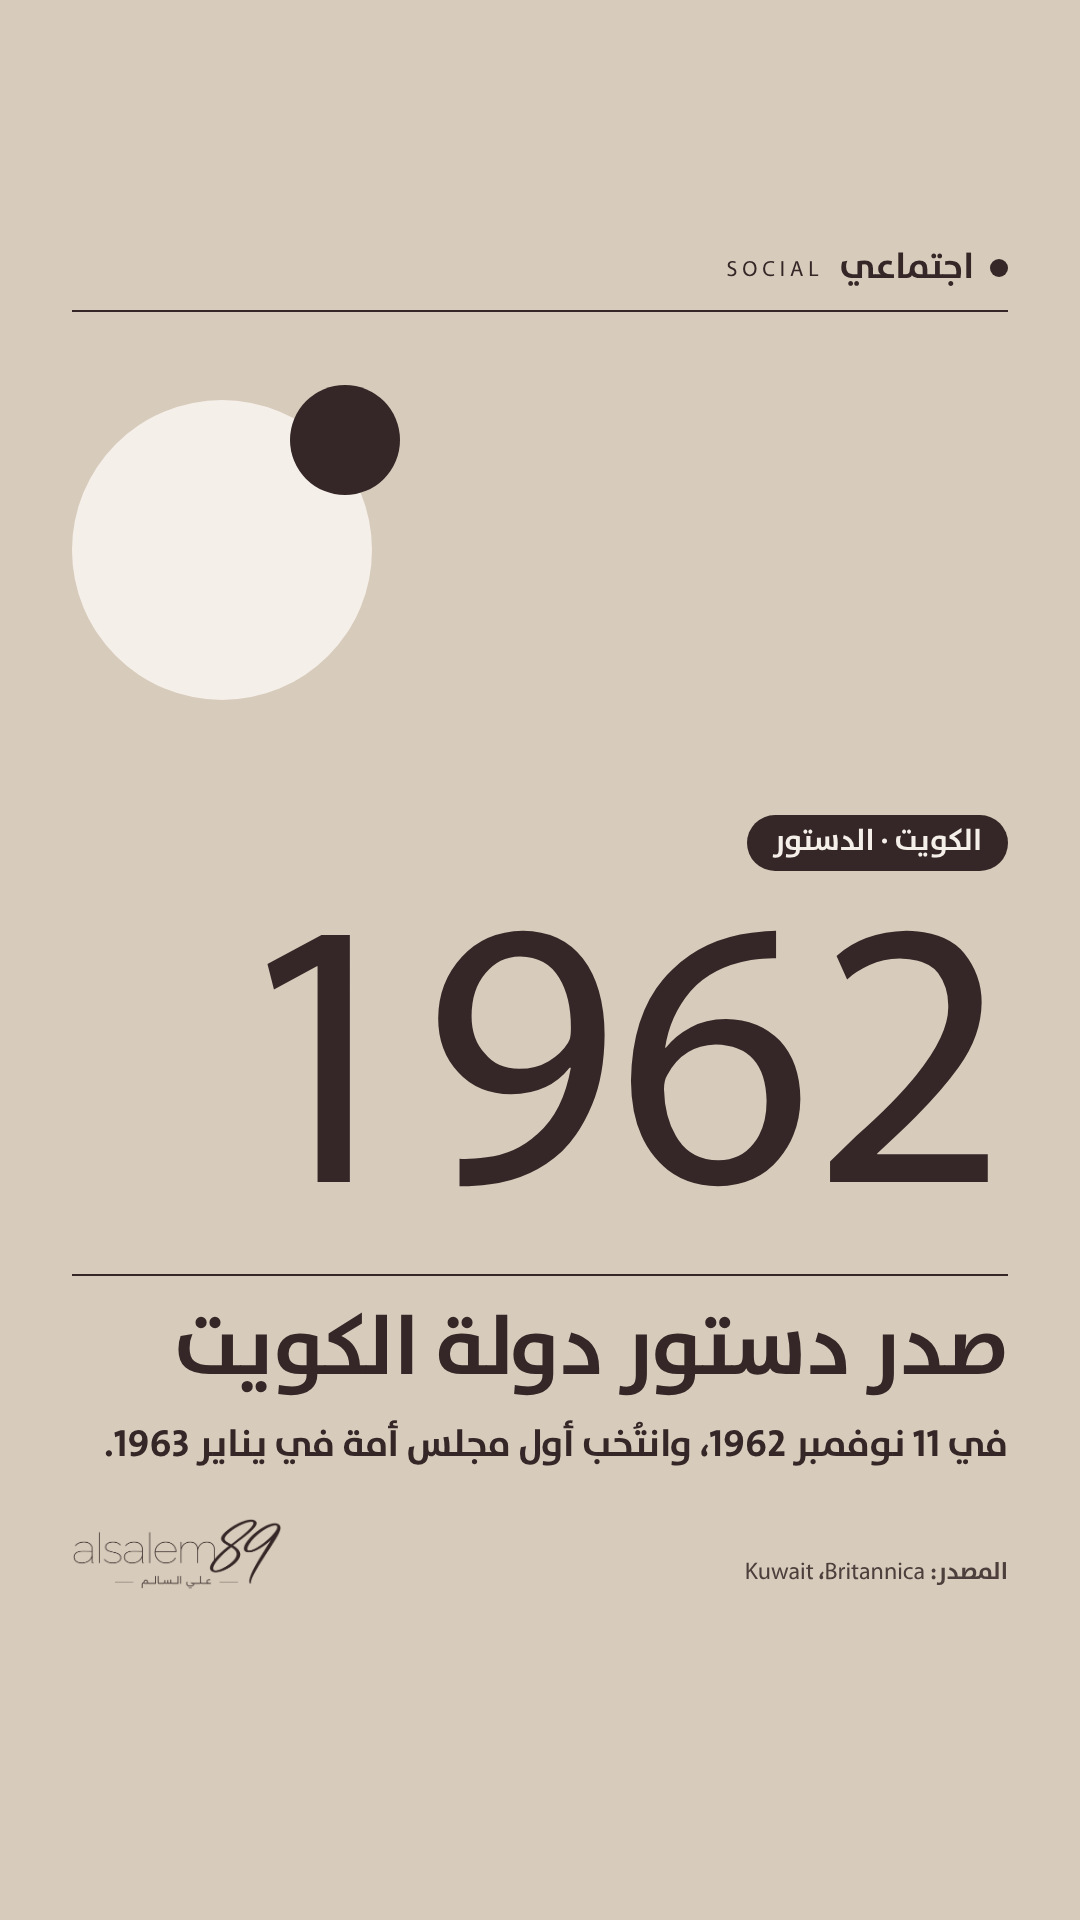 اجتماعي SOCIAL
الكويت · الدستور
1962
صدر دستور دولة الكويت
في 11 نوفمبر 1962، وانتُخب أول مجلس أمة في يناير 1963.
المصدر: Britannica، Kuwait
alsalem89
علي السالم